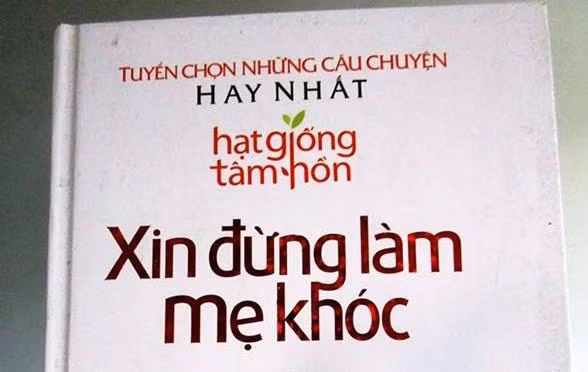 TUYỂN CHỌN NHỮNG CÂU CHUYỆN
HAY NHẤT
hạt giống
tâm hồn
Xin đừng làm
mẹ khóc